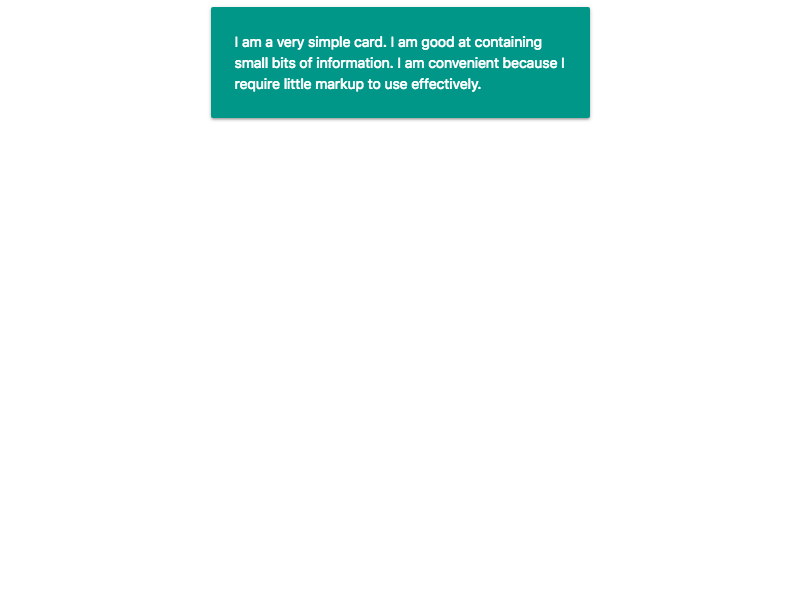 I am a very simple card. I am good at containing
small bits of information. I am convenient because I
require little markup to use effectively.